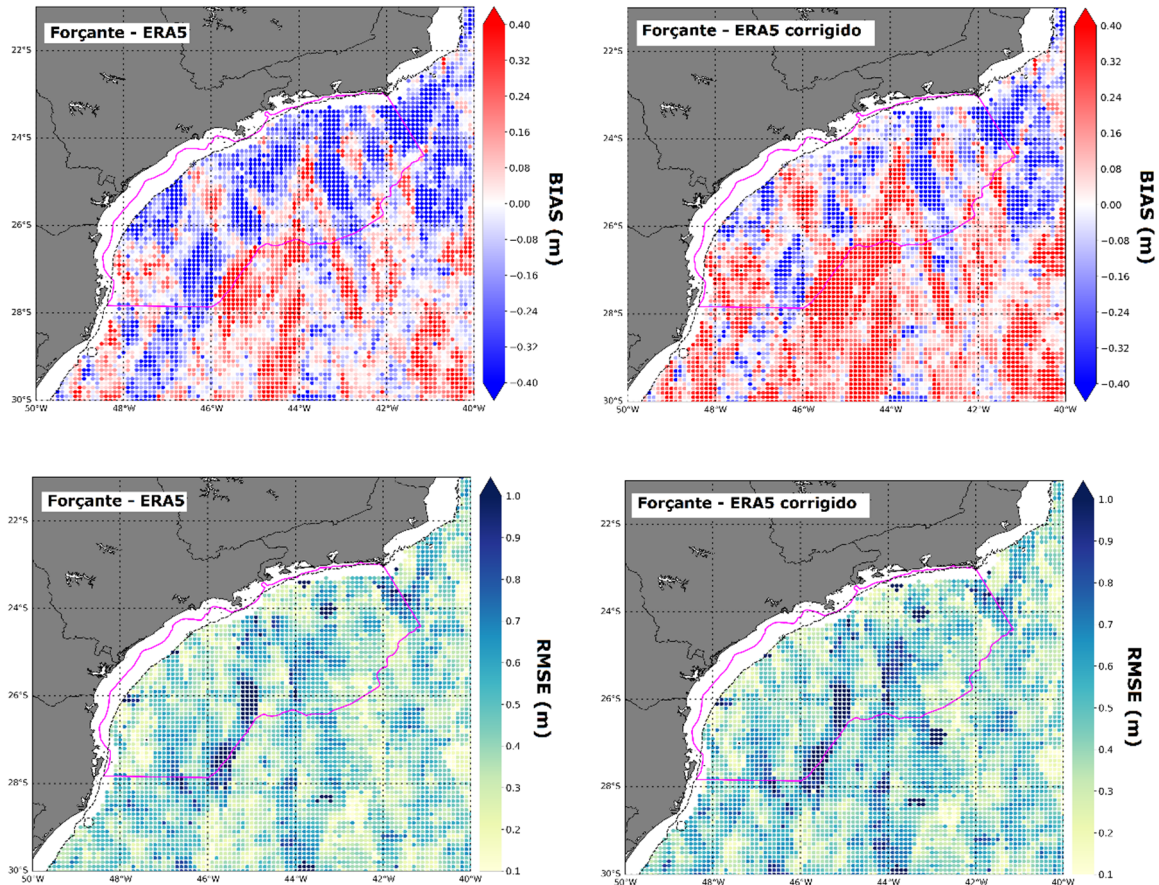 Forçante - ERA5
22°S
24°S
26°S
28°S
30°S
50°W
48°W
46°W
44°W
42°W
40°W
0.40
0.32
0.24
0.16
0.08
0.00
−0.08
−0.16
−0.24
−0.32
−0.40
BIAS (m)
Forçante - ERA5 corrigido
22°S
24°S
26°S
28°S
30°S
50°W
48°W
46°W
44°W
42°W
40°W
0.40
0.32
0.24
0.16
0.08
0.00
−0.08
−0.16
−0.24
−0.32
−0.40
BIAS (m)
Forçante - ERA5
22°S
24°S
26°S
28°S
30°S
50°W
48°W
46°W
44°W
42°W
40°W
1.0
0.9
0.8
0.7
0.6
0.5
0.4
0.3
0.2
0.1
RMSE (m)
Forçante - ERA5 corrigido
22°S
24°S
26°S
28°S
30°S
50°W
48°W
46°W
44°W
42°W
40°W
1.0
0.9
0.8
0.7
0.6
0.5
0.4
0.3
0.2
0.1
RMSE (m)